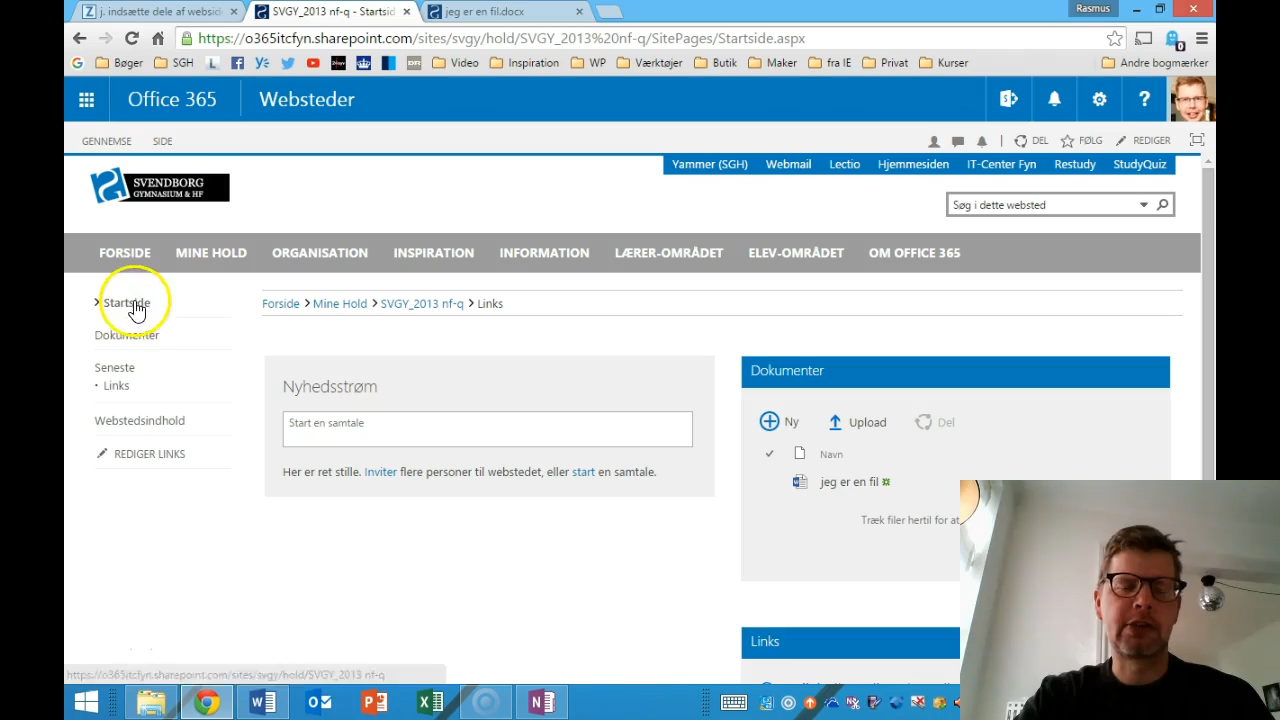 j. indsætte dele af webside
SVGY_2013 nf-q - Startsid
jeg er en fil.docx
Rasmus
https://o365itcfyn.sharepoint.com/sites/svgy/hold/SVGY_2013%20nf-q/SitePages/Startside.aspx
Bøger
SGH
Video
Inspiration
WP
Værktøjer
Butik
Maker
fra IE
Privat
Kurser
Andre bogmærker
Office 365
Websteder
GENNEMSE
SIDE
DEL
FØLG
REDIGER
SVENDBORG
GYMNASIUM & HF
Yammer (SGH)
Webmail
Lectio
Hjemmesiden
IT-Center Fyn
Restudy
StudyQuiz
Søg i dette websted
FORSIDE
MINE HOLD
ORGANISATION
INSPIRATION
INFORMATION
LÆRER-OMRÅDET
ELEV-OMRÅDET
OM OFFICE 365
Startside
Dokumenter
Seneste
Links
Webstedsindhold
REDIGER LINKS
Forside > Mine Hold > SVGY_2013 nf-q > Links
Nyhedsstrøm
Start en samtale
Her er ret stille. Inviter flere personer til webstedet, eller start en samtale.
Dokumenter
Ny
Upload
Del
Navn
jeg er en fil
Træk filer hertil for at
Links
https://o365itcfyn.sharepoint.com/sites/svgy/hold/SVGY_2013 nf-q